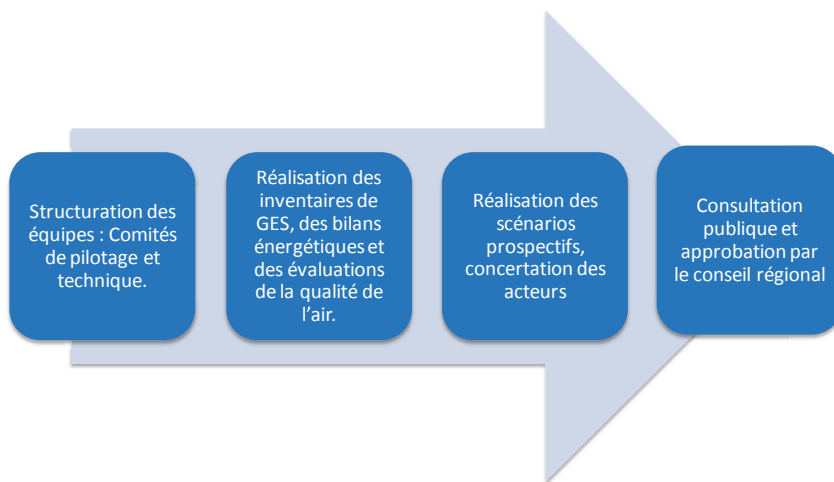 Structuration des
équipes : Comités
de pilotage et
technique.
Réalisation des
inventaires de
GES, des bilans
énergétiques et
des évaluations
de la qualité de
l’air.
Réalisation des
scénarios
prospectifs,
concertation des
acteurs
Consultation
publique et
approbation par
le conseil régional